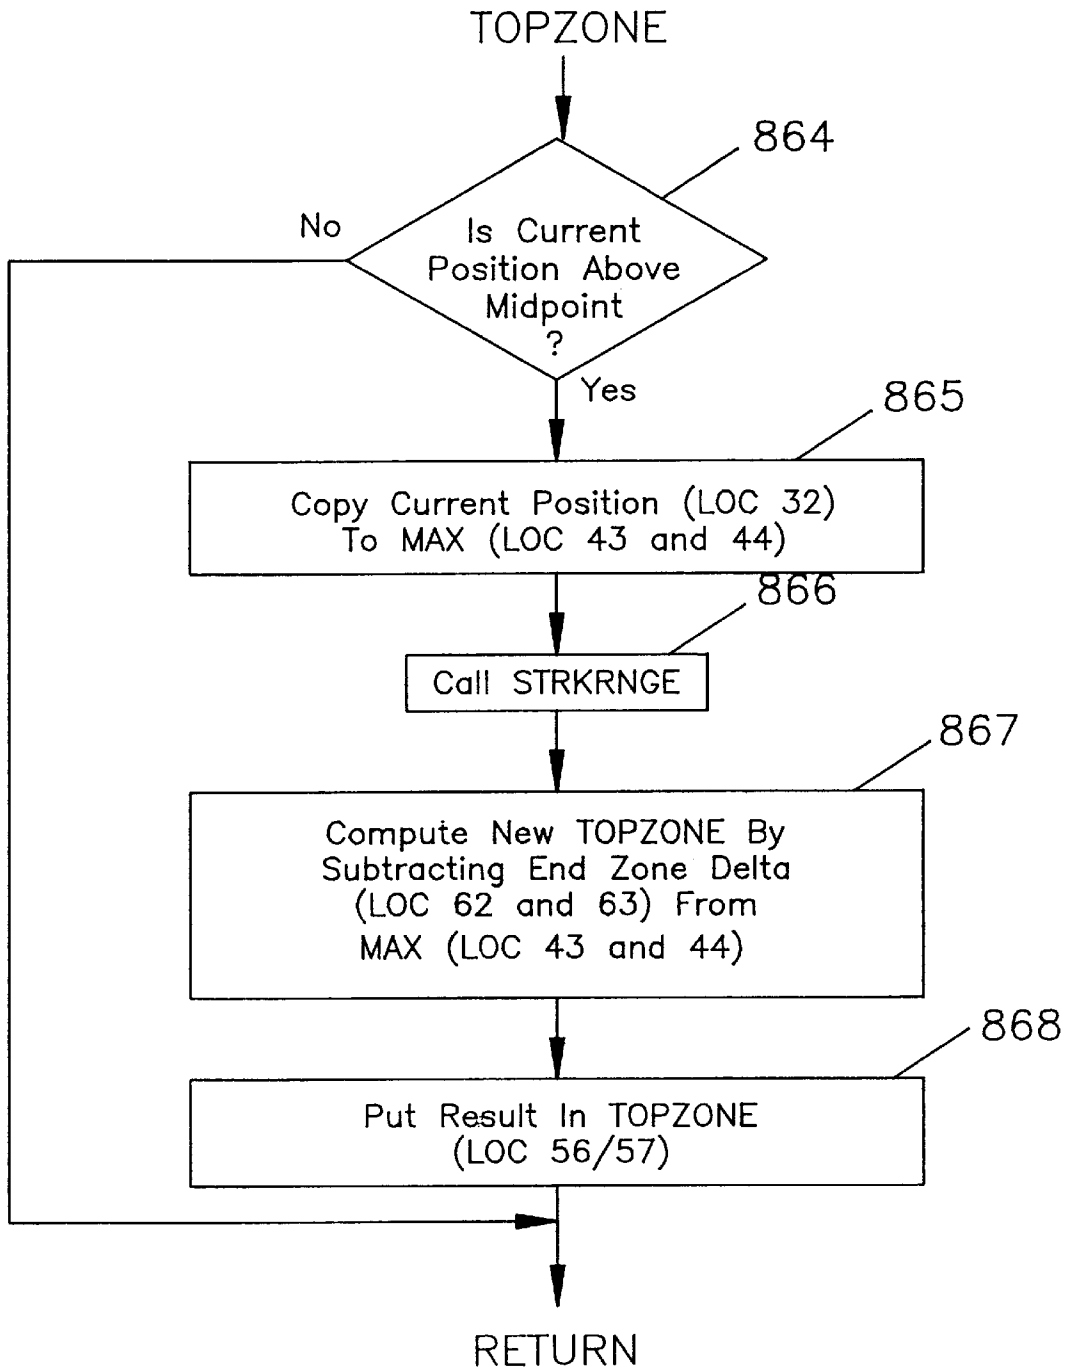 TOPZONE
864
No
Is Current
Position Above
Midpoint
?
Yes
865
Copy Current Position (LOC 32)
To MAX (LOC 43 and 44)
866
Call STRKRNGE
867
Compute New TOPZONE By
Subtracting End Zone Delta
(LOC 62 and 63) From
MAX (LOC 43 and 44)
868
Put Result In TOPZONE
(LOC 56/57)
RETURN